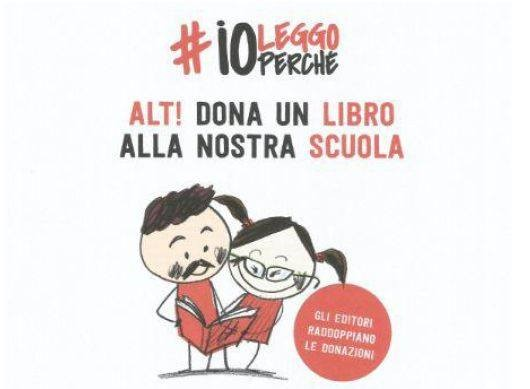 #ioLEGGO
PERCHÉ
ALT! DONA UN LIBRO
ALLA NOSTRA SCUOLA
#
GLI EDITORI
RADDOPPIANO
LE DONAZIONI